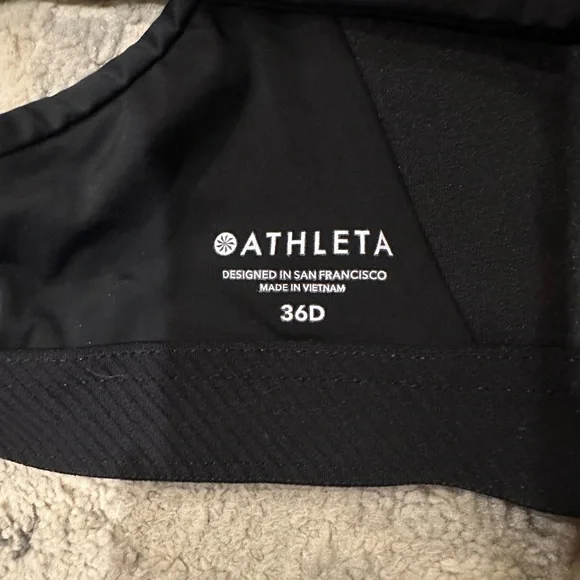 ATHLETA
DESIGNED IN SAN FRANCISCO
MADE IN VIETNAM
36D